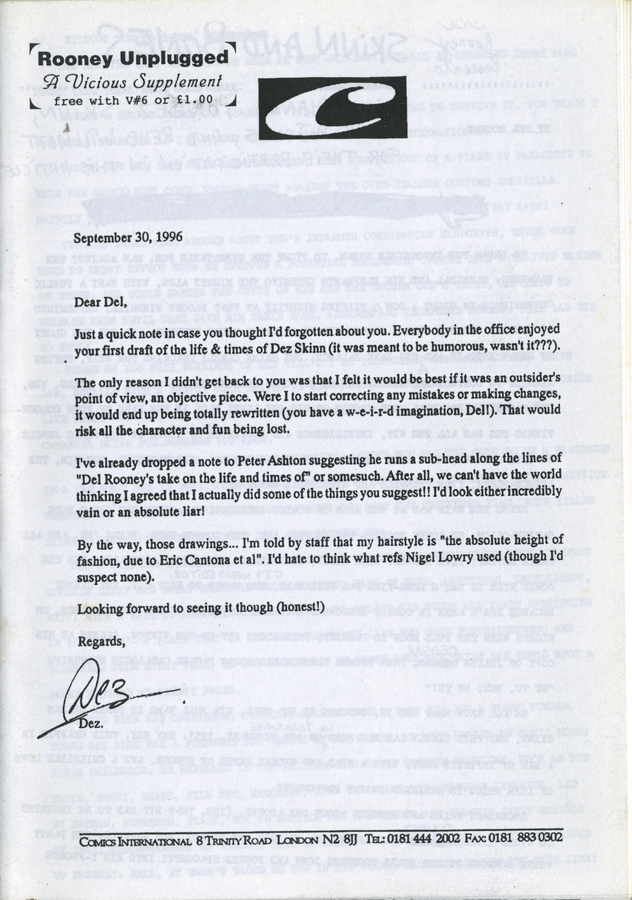 Rooney Unplugged
A Vicious Supplement
free with V#6 or £1.00
September 30, 1996
Dear Del,
Just a quick note in case you thought I'd forgotten about you. Everybody in the office enjoyed
your first draft of the life & times of Dez Skinn (it was meant to be humorous, wasn't it???).
The only reason I didn't get back to you was that I felt it would be best if it was an outsider's
point of view, an objective piece. Were I to start correcting any mistakes or making changes,
it would end up being totally rewritten (you have a w-e-i-r-d imagination, Del!). That would
risk all the character and fun being lost.
I've already dropped a note to Peter Ashton suggesting he runs a sub-head along the lines of
"Del Rooney's take on the life and times of" or somesuch. After all, we can't have the world
thinking I agreed that I actually did some of the things you suggest!! I'd look either incredibly
vain or an absolute liar!
By the way, those drawings... I'm told by staff that my hairstyle is "the absolute height of
fashion, due to Eric Cantona et al". I'd hate to think what refs Nigel Lowry used (though I'd
suspect none).
Looking forward to seeing it though (honest!)
Regards,
Dez
Dez.
COMICS INTERNATIONAL 8 TRINITY ROAD LONDON N2 8JJ TEL: 0181 444 2002 FAX: 0181 883 0302